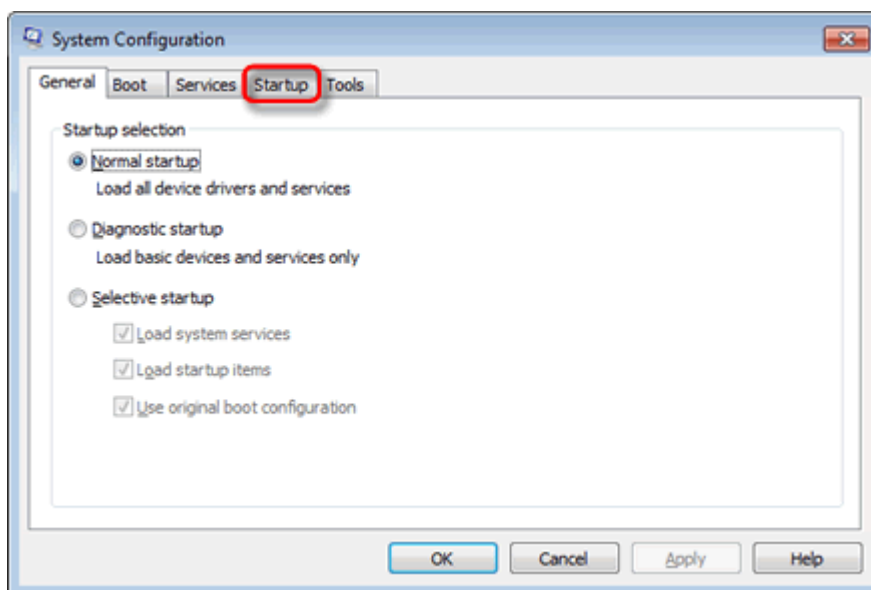 System Configuration
General Boot Services Startup Tools
Startup selection
Normal startup
Load all device drivers and services
Diagnostic startup
Load basic devices and services only
Selective startup
Load system services
Load startup items
Use original boot configuration
OK Cancel Apply Help